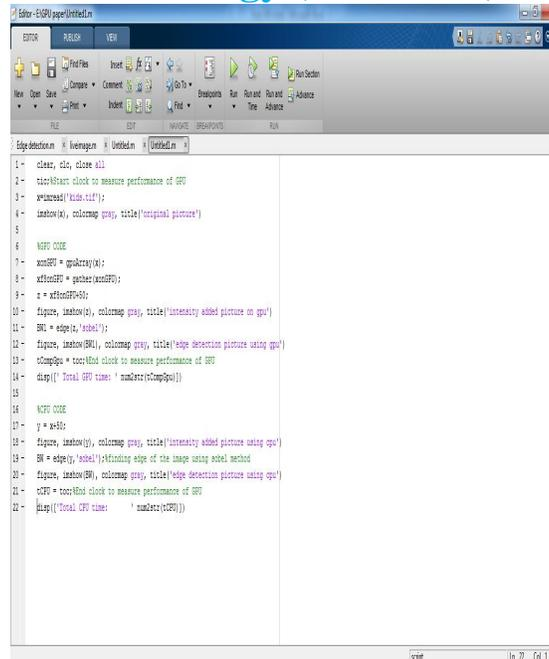 Editor - E:\GPU paper\Untitled1.m
EDITOR PUBLISH VIEW
New Open Save Find Files Compare Print
Insert Comment Indent
Go To Find
Breakpoints Run Run and Time Run and Advance Run Section Advance
FILE EDIT NAVIGATE BREAKPOINTS RUN
Edge detection.m × liveimage.m × Untitled.m × Untitled1.m ×
1 - clear, clc, close all
2 - tic;%Start clock to measure performance of GPU
3 - x=imread('kids.tif');
4 - imshow(x), colormap gray, title('original picture')
5
6 %GPU CODE
7 - xonGPU = gpuArray(x);
8 - xf8onGPU = gather(xonGPU);
9 - z = xf8onGPU+50;
10 - figure, imshow(z), colormap gray, title('intensity added picture on gpu')
11 - BW1 = edge(z,'sobel');
12 - figure, imshow(BW1), colormap gray, title('edge detection picture using gpu')
13 - tCompGpu = toc;%End clock to measure performance of GPU
14 - disp([' Total GPU time: ' num2str(tCompGpu)])
15
16 %CPU CODE
17 - y = x+50;
18 - figure, imshow(y), colormap gray, title('intensity added picture using cpu')
19 - BW = edge(y,'sobel');%finding edge of the image using sobel method
20 - figure, imshow(BW), colormap gray, title('edge detection picture using cpu')
21 - tCPU = toc;%End clock to measure performance of GPU
22 - disp(['Total CPU time: ' num2str(tCPU)])
script Ln 22 Col 1